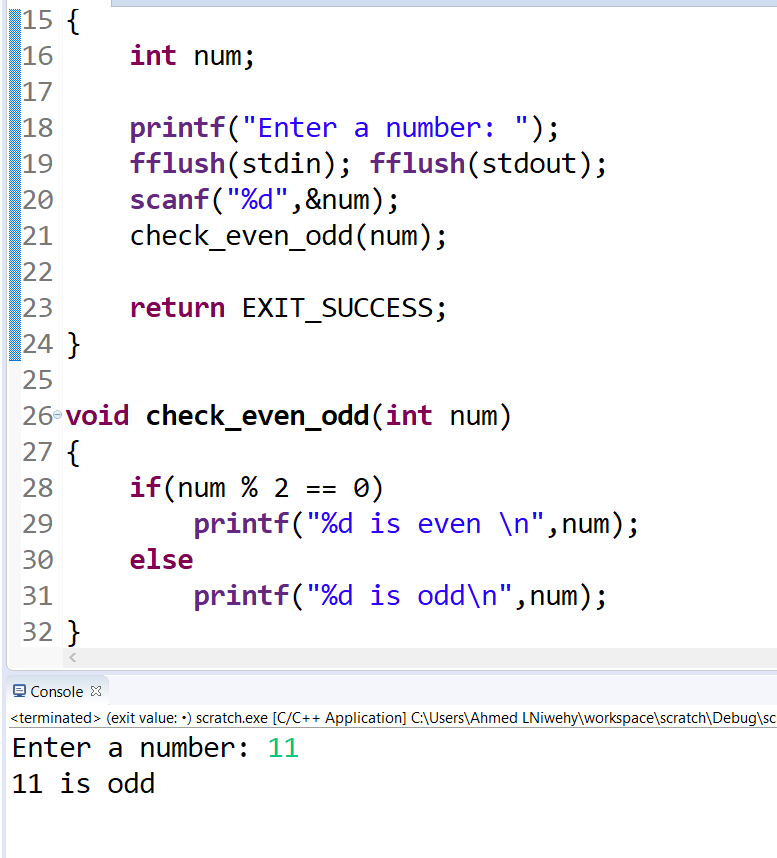 15 {
16     int num;
17
18     printf("Enter a number: ");
19     fflush(stdin); fflush(stdout);
20     scanf("%d",&num);
21     check_even_odd(num);
22
23     return EXIT_SUCCESS;
24 }
25
26 void check_even_odd(int num)
27 {
28     if(num % 2 == 0)
29         printf("%d is even \n",num);
30     else
31         printf("%d is odd\n",num);
32 }
Console
<terminated> (exit value: •) scratch.exe [C/C++ Application] C:\Users\Ahmed LNiwehy\workspace\scratch\Debug\sc
Enter a number: 11
11 is odd